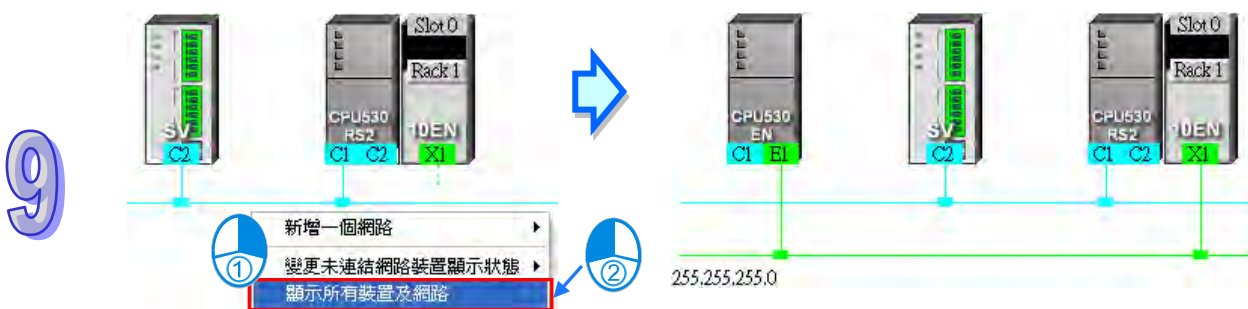 9
Slot 0
Rack 1
SV
C2
CPU530
RS2
C1 C2
10EN
X1
新增一個網路
變更未連結網路裝置顯示狀態
顯示所有裝置及網路
①
②
CPU530
EN
C1 E1
SV
C2
Slot 0
Rack 1
CPU530
RS2
C1 C2
10EN
X1
255.255.255.0